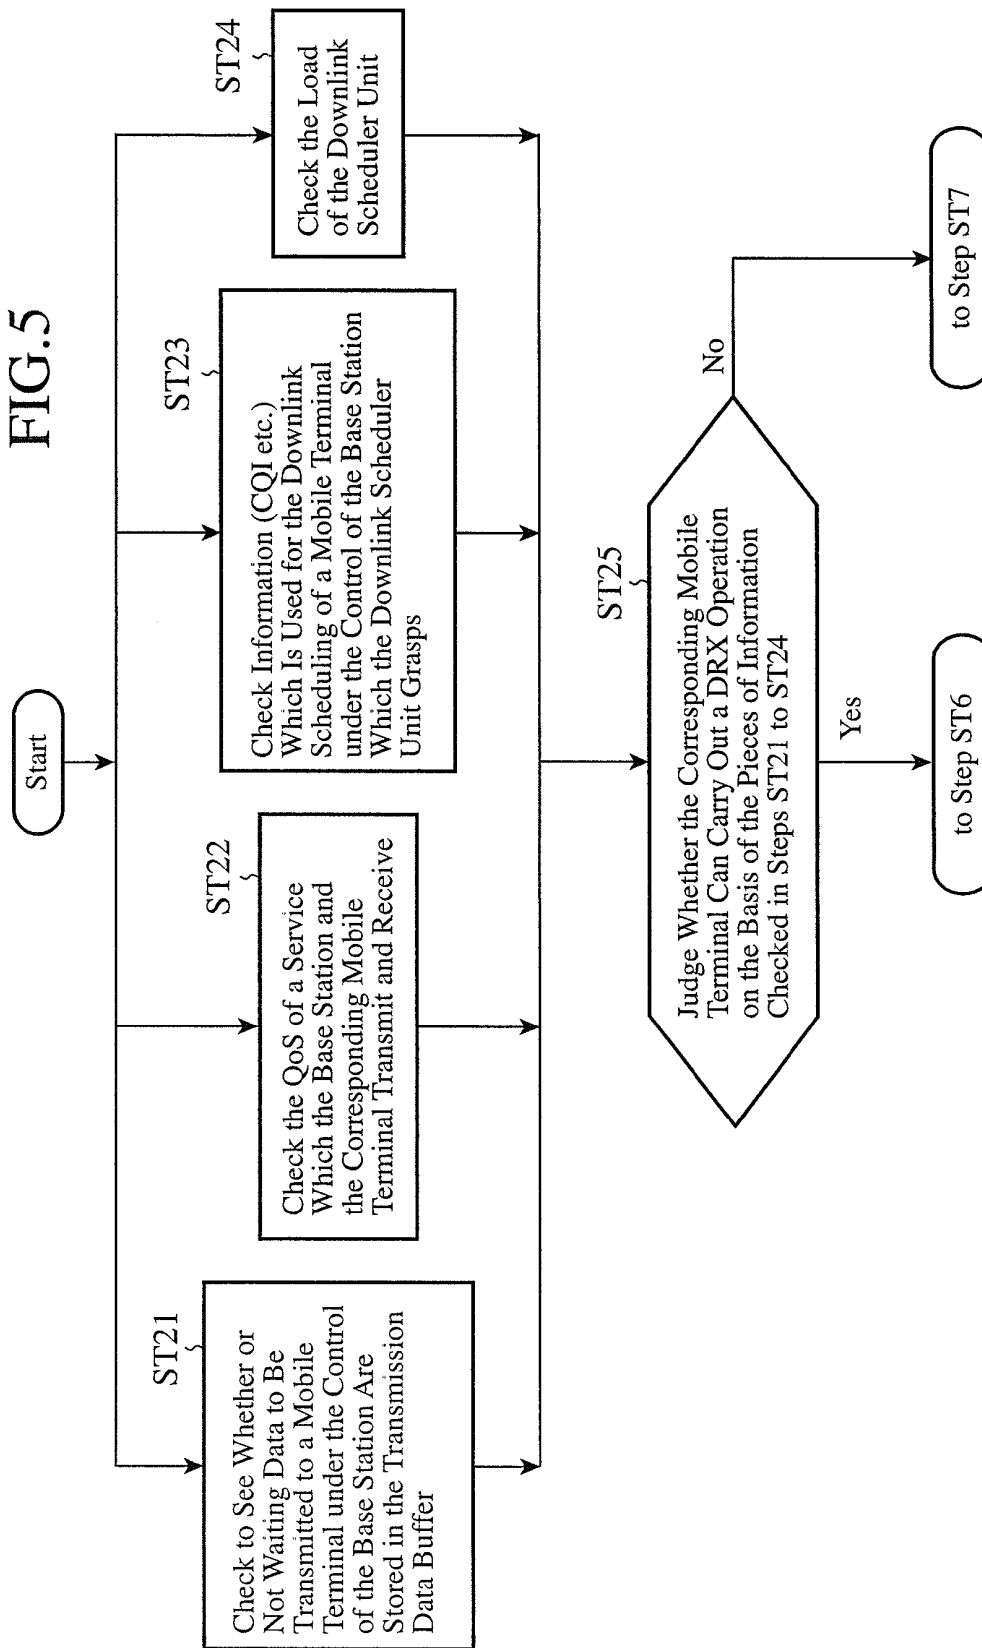 FIG.5
Start
ST21
Check to See Whether or
Not Waiting Data to Be
Transmitted to a Mobile
Terminal under the Control
of the Base Station Are
Stored in the Transmission
Data Buffer
ST22
Check the QoS of a Service
Which the Base Station and
the Corresponding Mobile
Terminal Transmit and Receive
ST23
Check Information (CQI etc.)
Which Is Used for the Downlink
Scheduling of a Mobile Terminal
under the Control of the Base Station
Which the Downlink Scheduler
Unit Grasps
ST24
Check the Load
of the Downlink
Scheduler Unit
ST25
Judge Whether the Corresponding Mobile
Terminal Can Carry Out a DRX Operation
on the Basis of the Pieces of Information
Checked in Steps ST21 to ST24
No
Yes
to Step ST6
to Step ST7